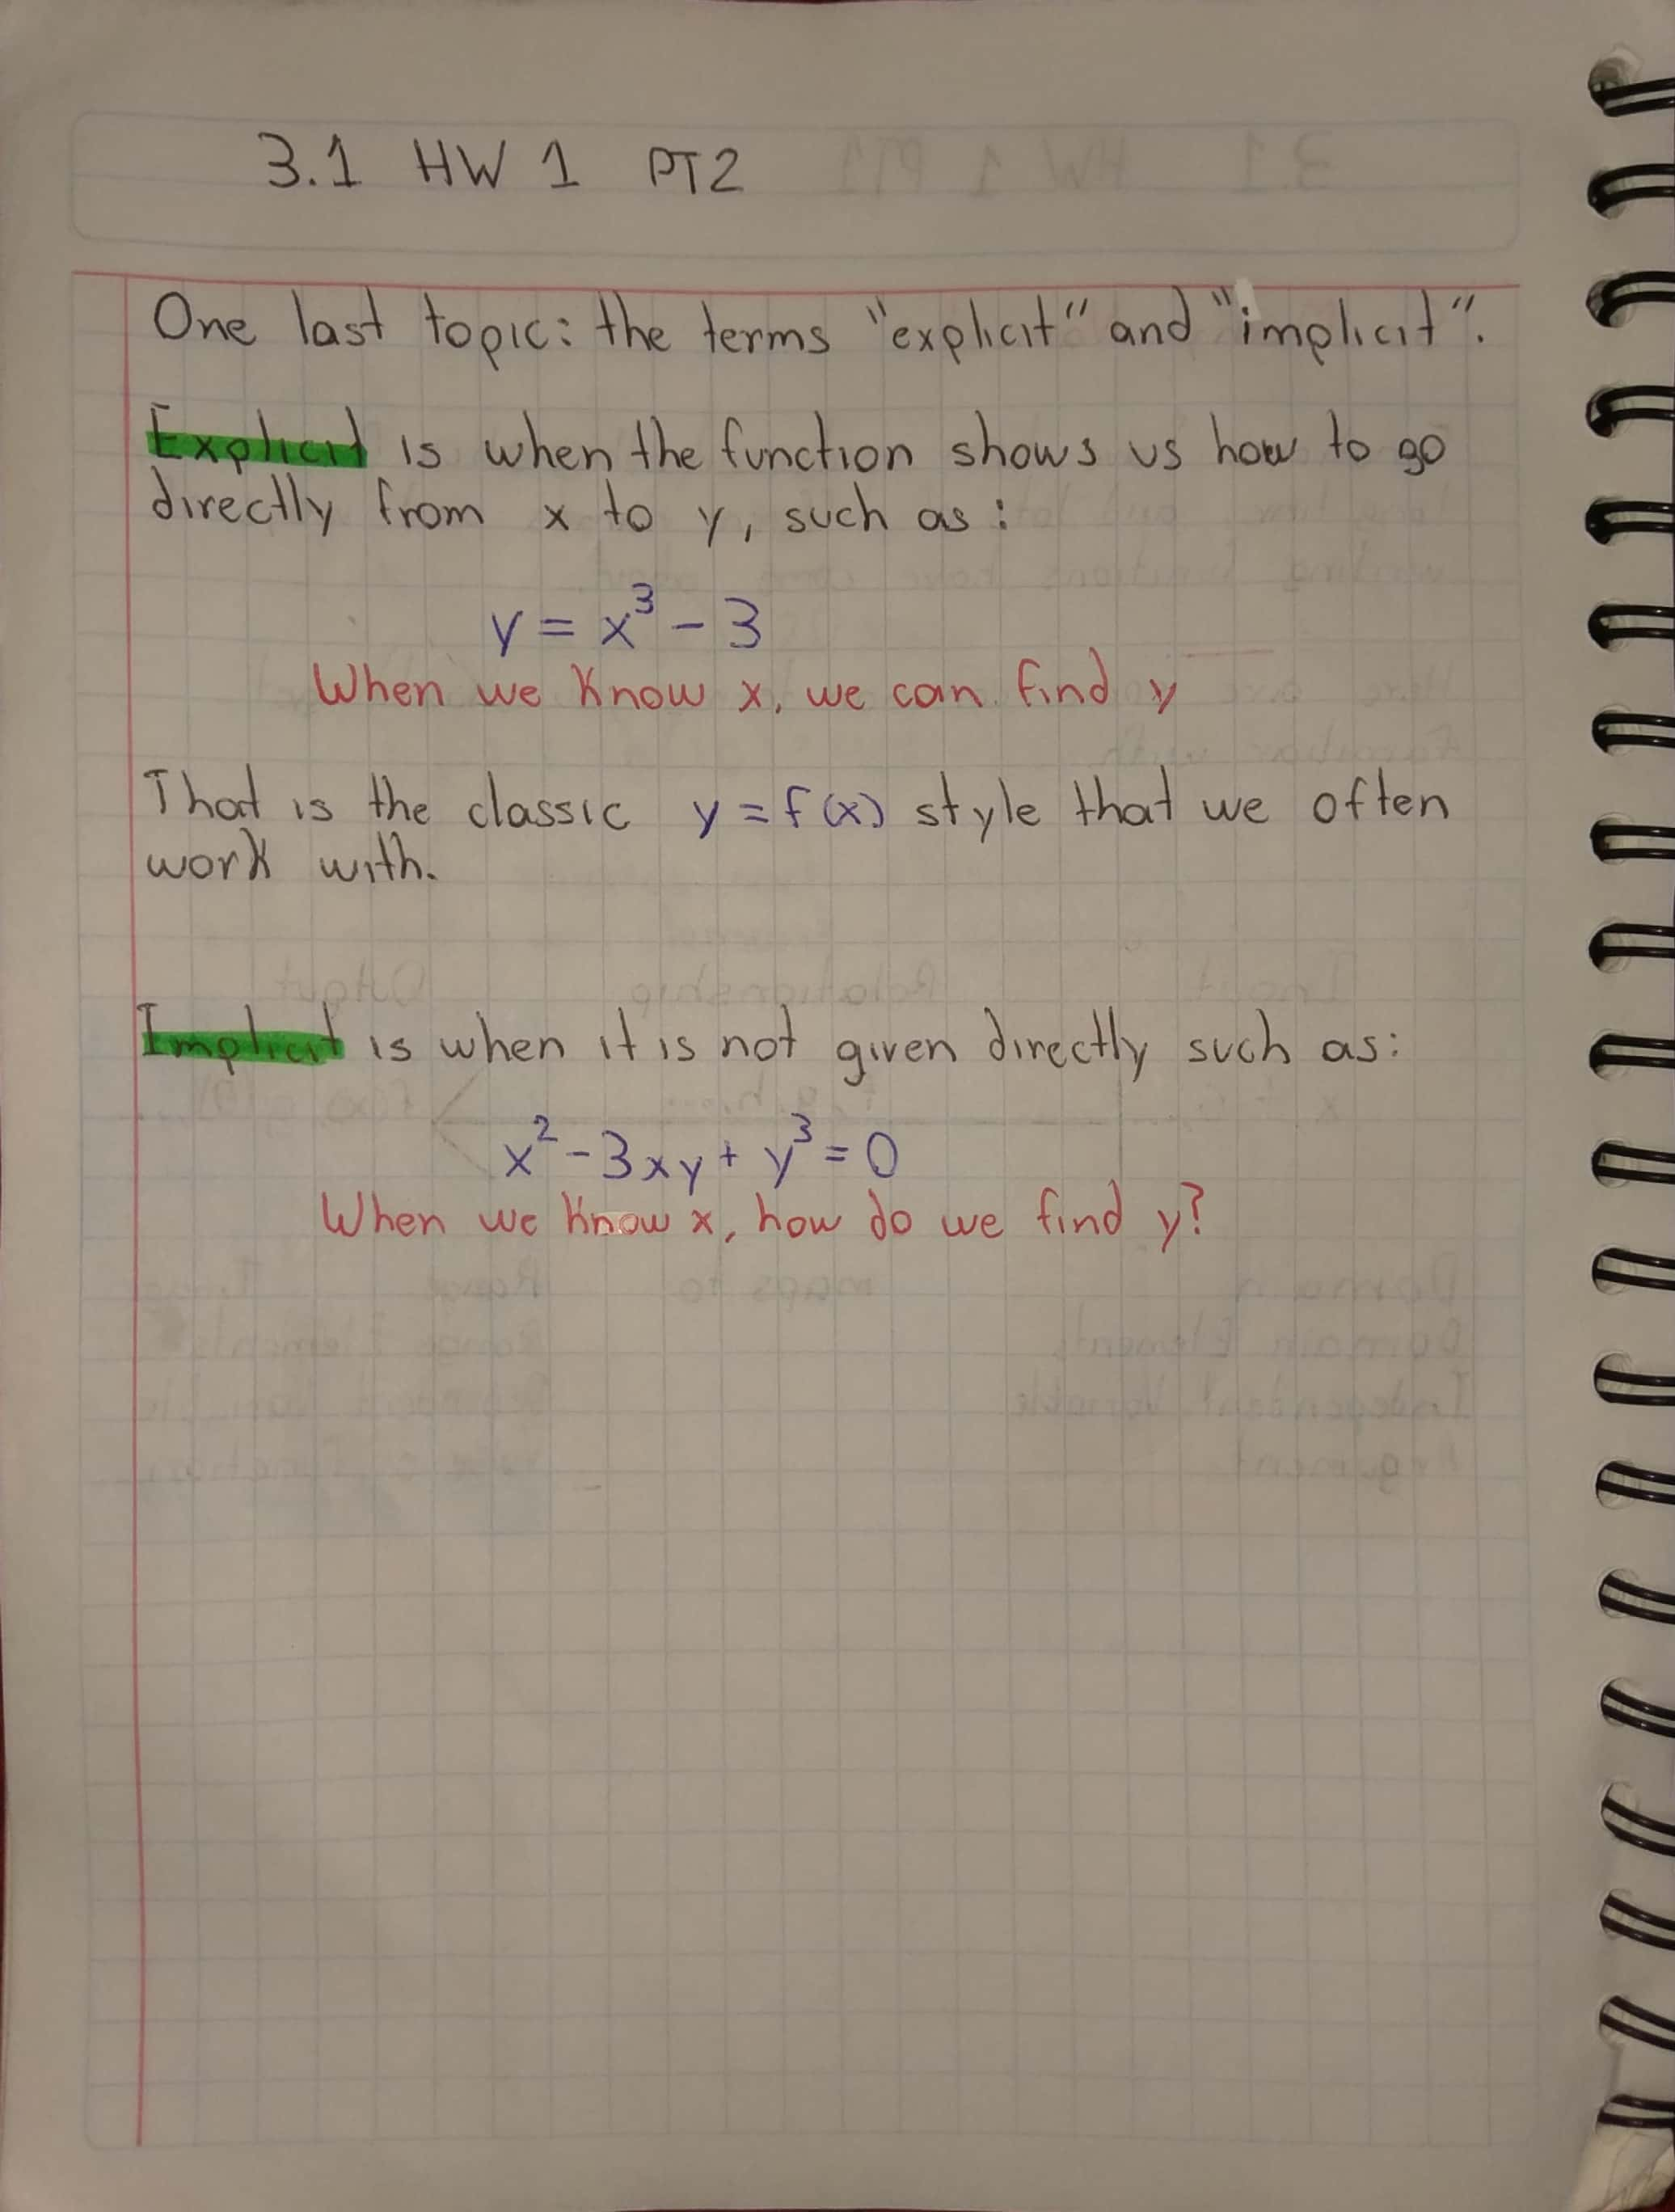 3.1 HW 1 PT2
One last topic: the terms "explicit" and "implicit".
Explicit is when the function shows us how to go
directly from x to y, such as:
y = x³ - 3
When we know x, we can find y
That is the classic y = f(x) style that we often
work with.
Implicit is when it is not given directly such as:
x² - 3xy + y³ = 0
When we know x, how do we find y?